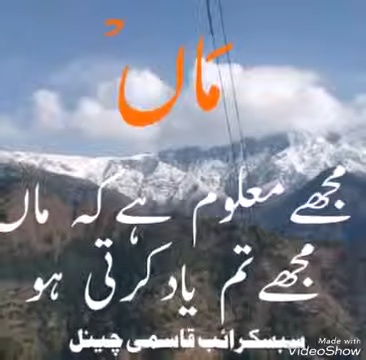 ماں
مجھے معلوم ہے کہ ماں
مجھے تم یاد کرتی ہو
سبسکرائب قاسمی چینل
Made with
VideoShow